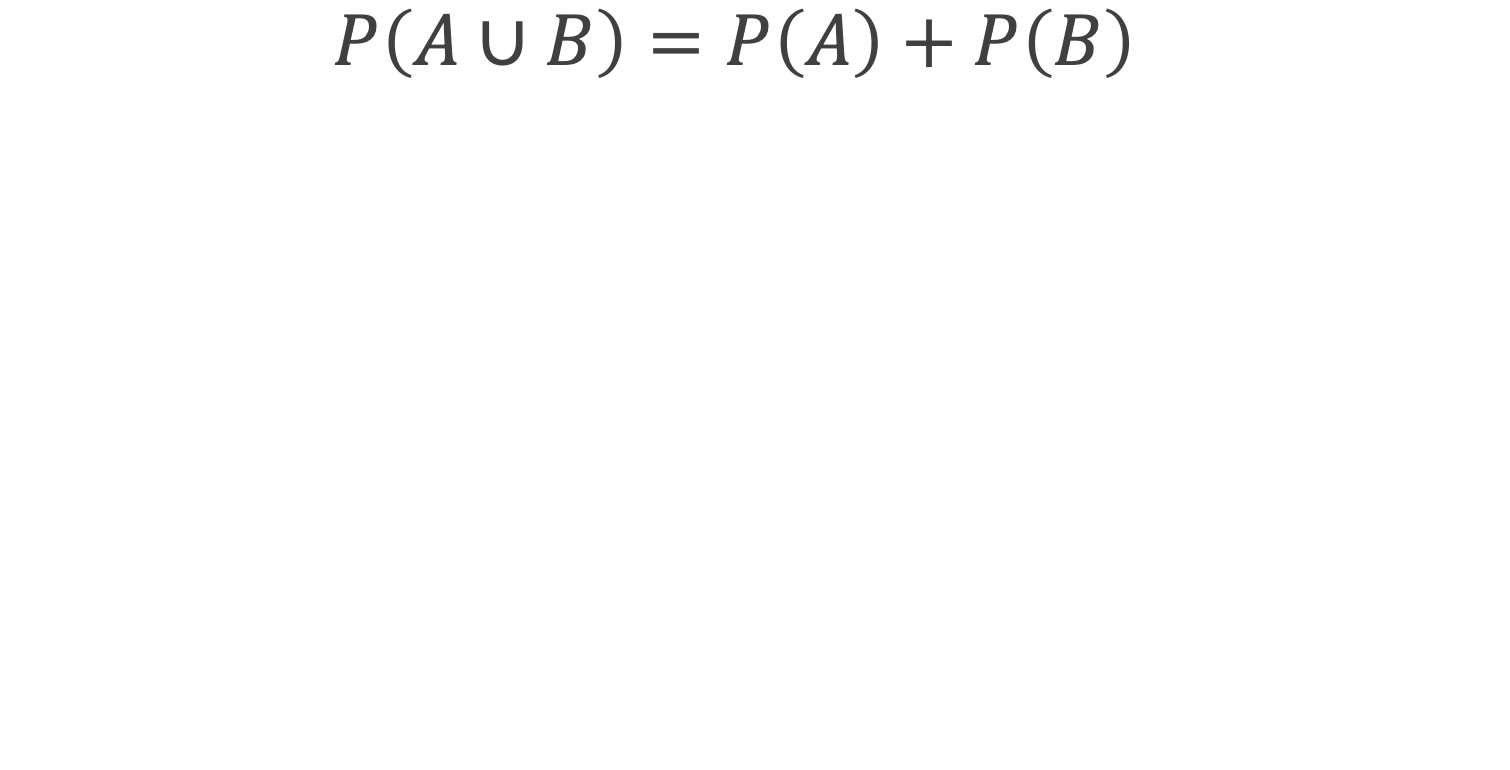 P(A ∪ B) = P(A) + P(B)